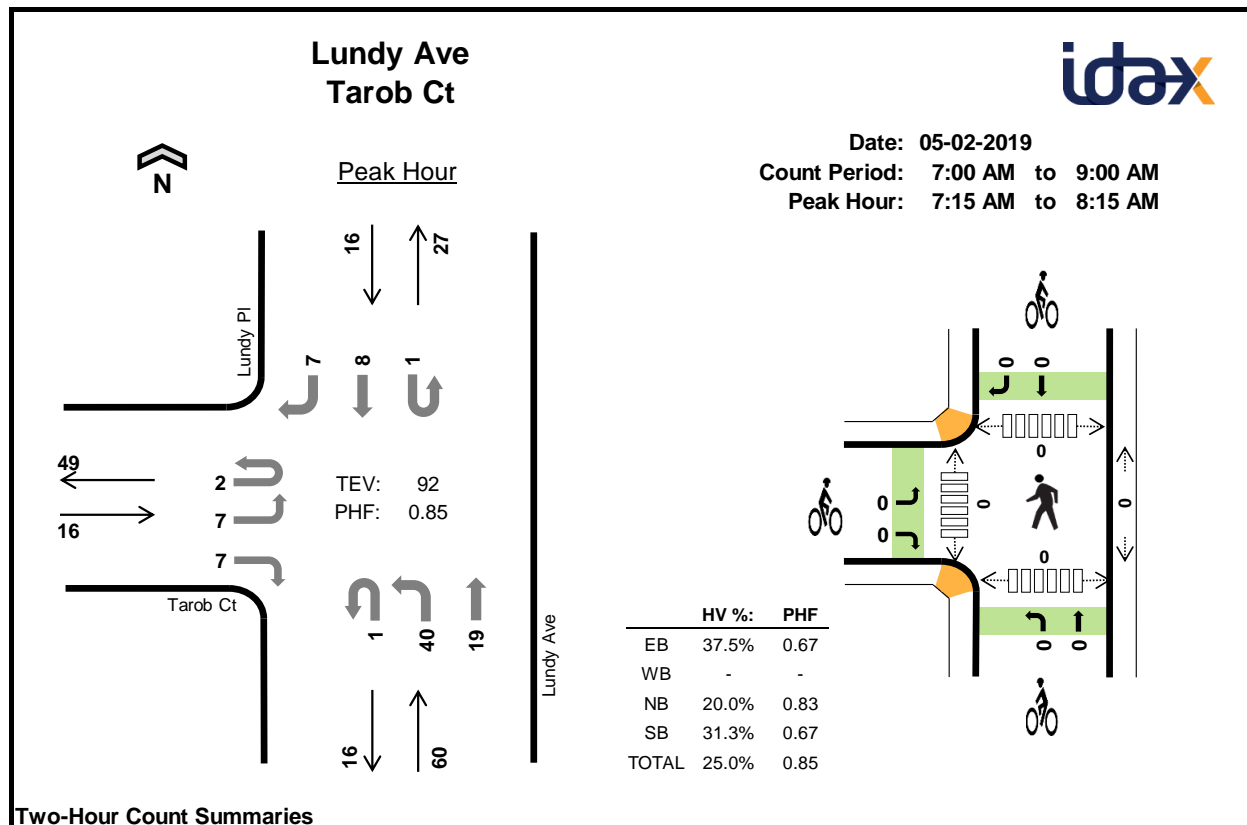 Lundy Ave
Tarob Ct
idax
Date: 05-02-2019
Count Period: 7:00 AM to 9:00 AM
Peak Hour: 7:15 AM to 8:15 AM
N
Peak Hour
16 27
Lundy Pl
7 8 1
49
16
2
7
7
TEV: 92
PHF: 0.85
Tarob Ct
1 40 19
Lundy Ave
16 60
0 0
0
0
0
0
0
0
0 0
HV %: PHF
EB 37.5% 0.67
WB - -
NB 20.0% 0.83
SB 31.3% 0.67
TOTAL 25.0% 0.85
Two-Hour Count Summaries